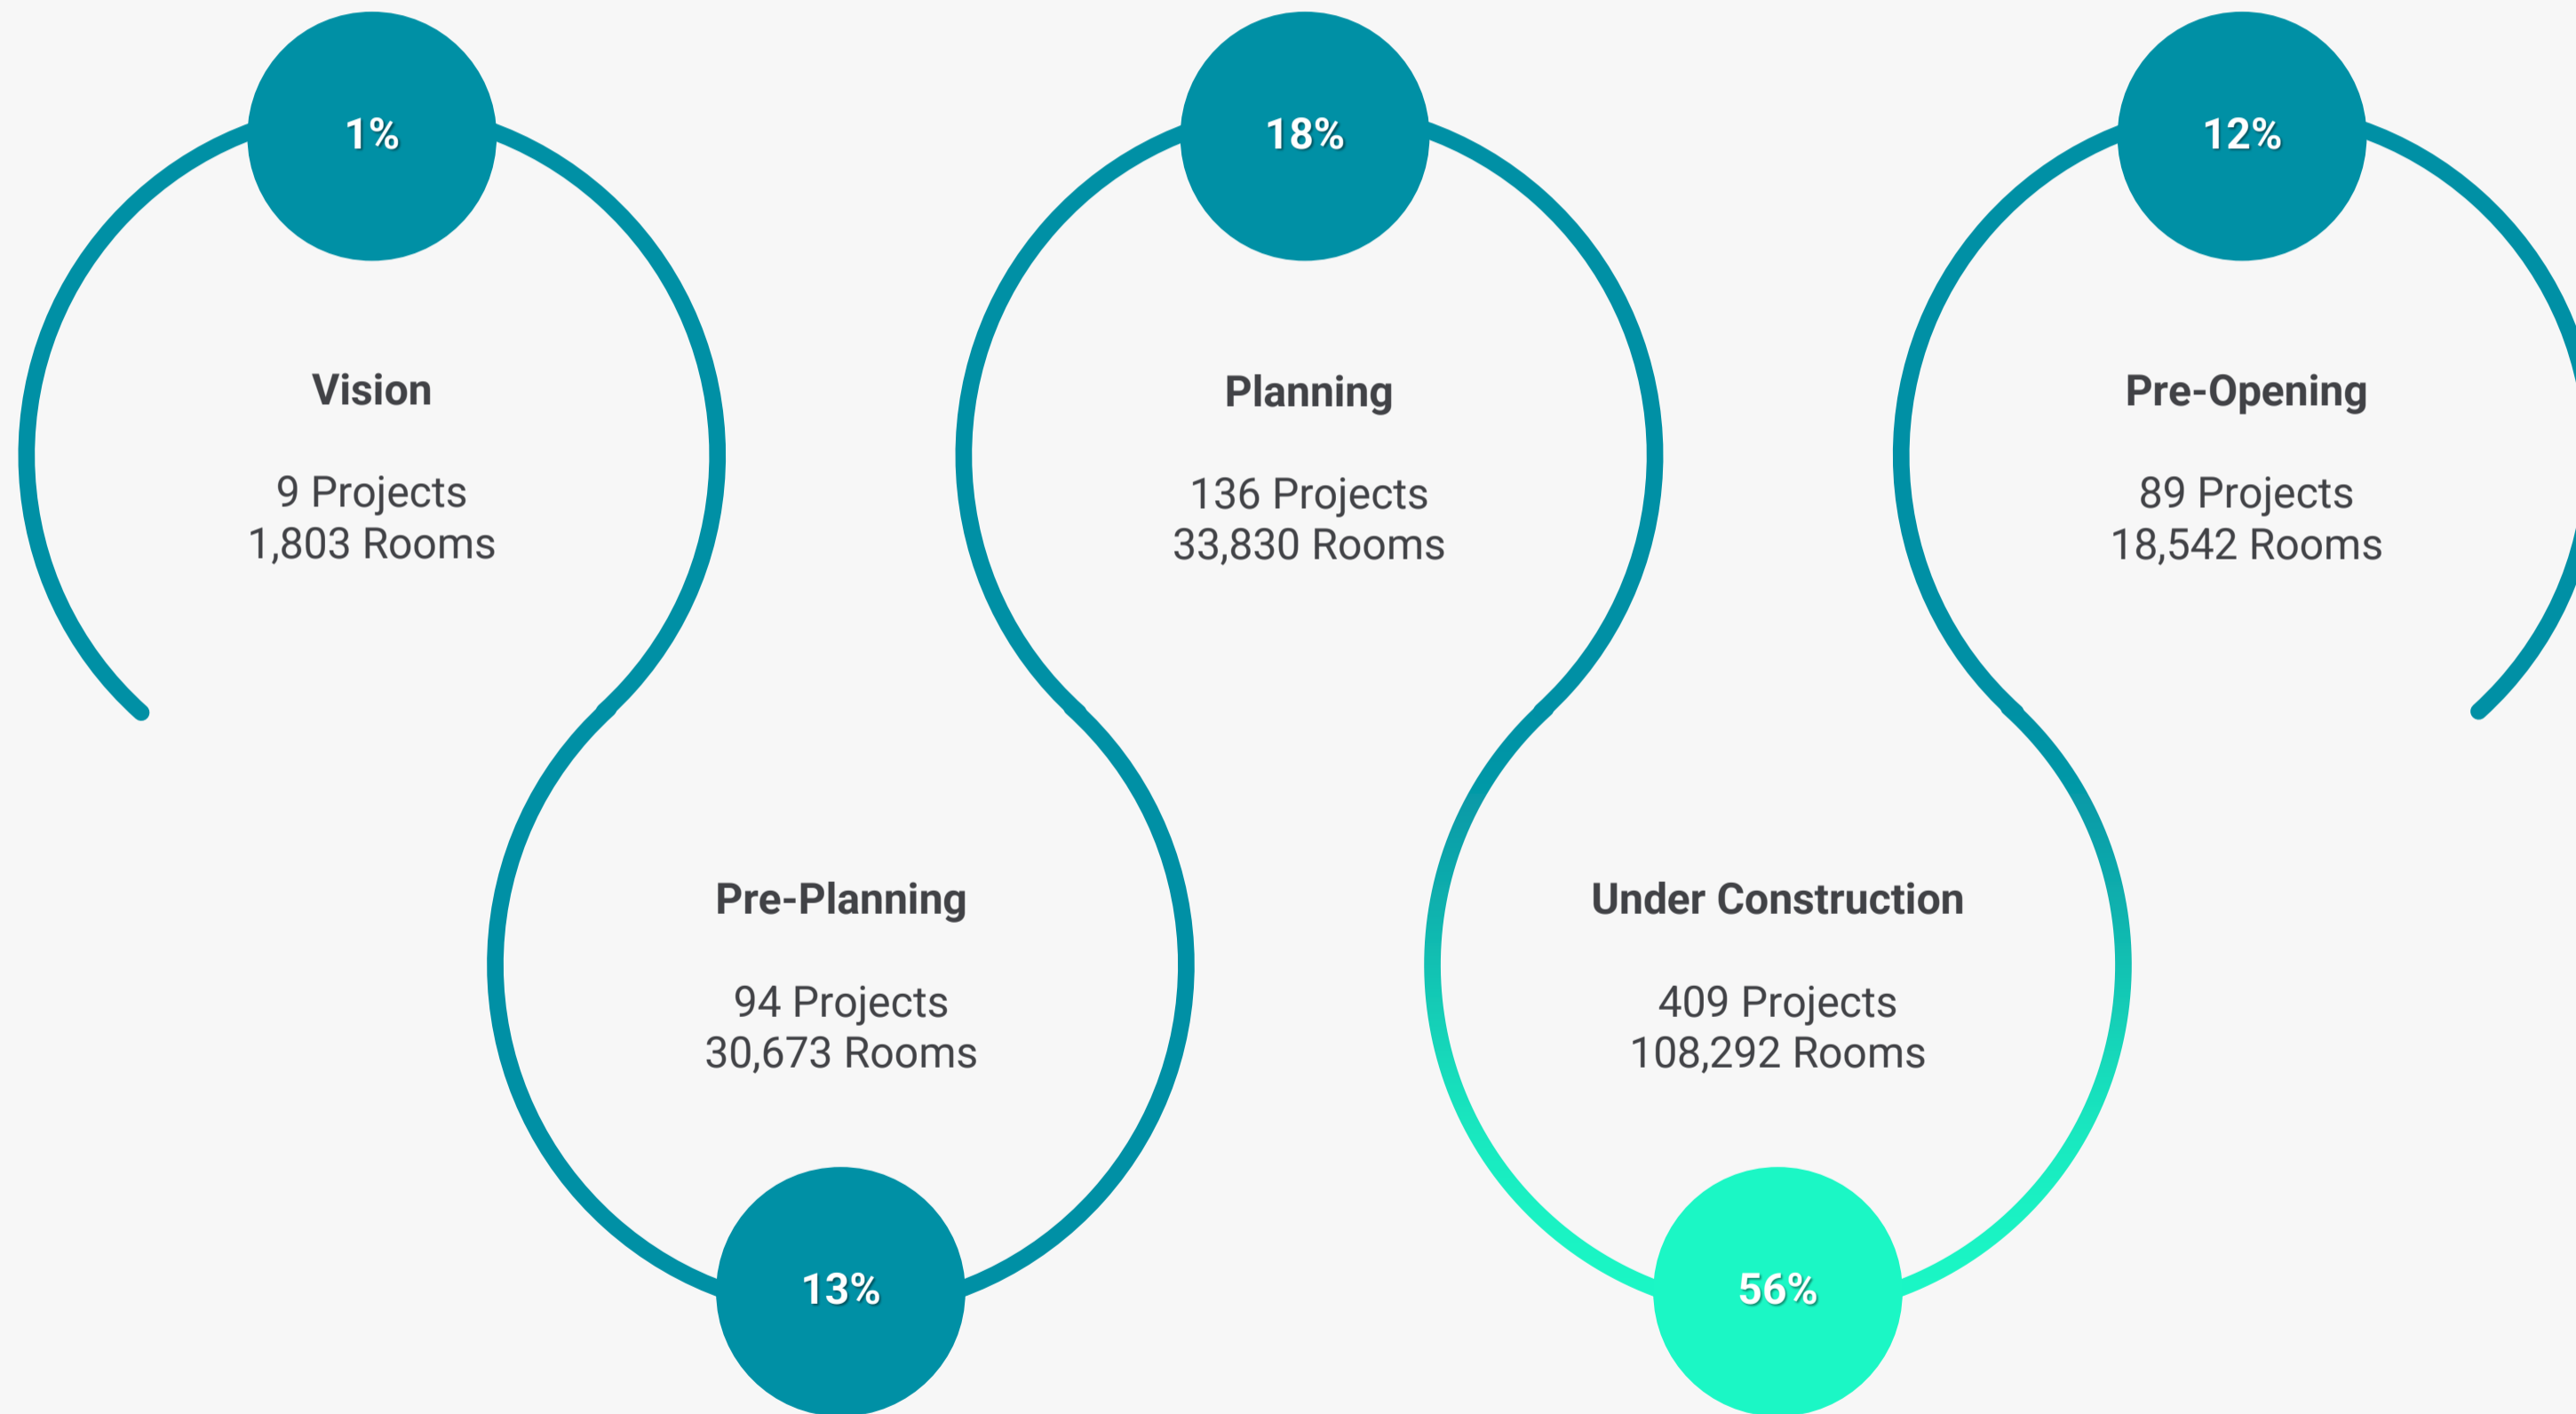 1%
Vision
9 Projects
1,803 Rooms
Pre-Planning
94 Projects
30,673 Rooms
13%
18%
Planning
136 Projects
33,830 Rooms
Under Construction
409 Projects
108,292 Rooms
56%
12%
Pre-Opening
89 Projects
18,542 Rooms